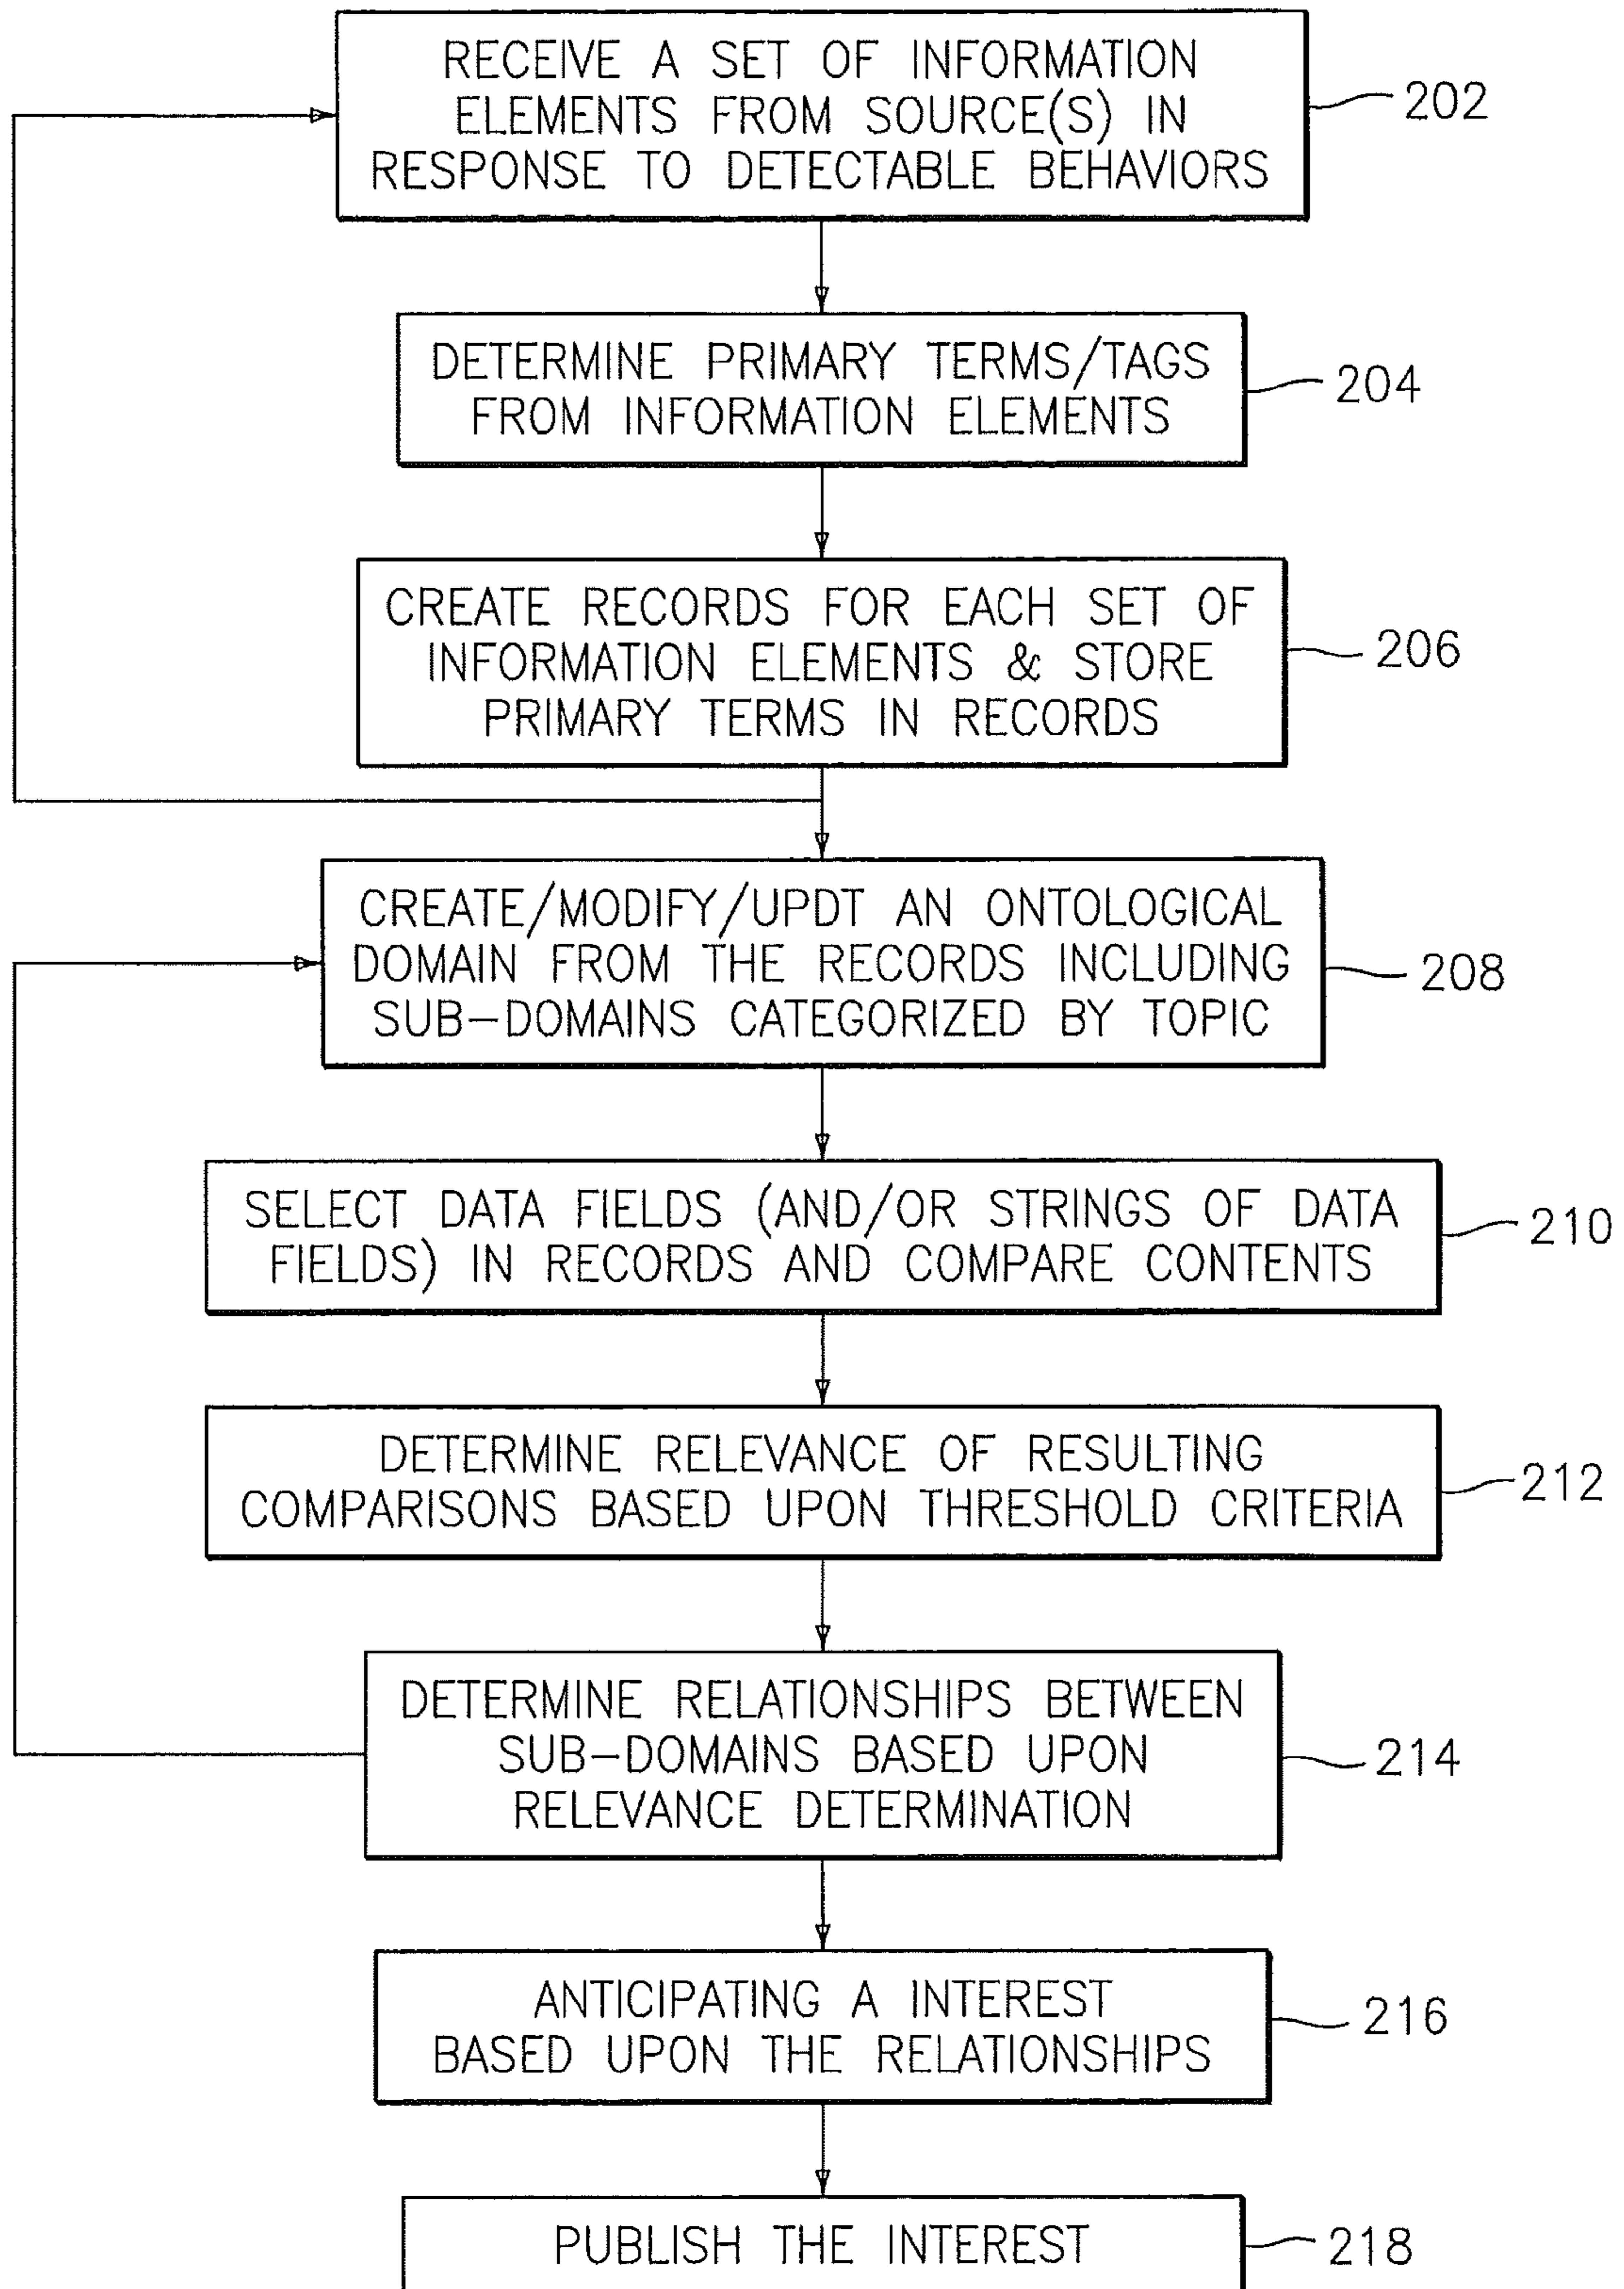 RECEIVE A SET OF INFORMATION
ELEMENTS FROM SOURCE(S) IN
RESPONSE TO DETECTABLE BEHAVIORS
202
DETERMINE PRIMARY TERMS/TAGS
FROM INFORMATION ELEMENTS
204
CREATE RECORDS FOR EACH SET OF
INFORMATION ELEMENTS & STORE
PRIMARY TERMS IN RECORDS
206
CREATE/MODIFY/UPDT AN ONTOLOGICAL
DOMAIN FROM THE RECORDS INCLUDING
SUB-DOMAINS CATEGORIZED BY TOPIC
208
SELECT DATA FIELDS (AND/OR STRINGS OF DATA
FIELDS) IN RECORDS AND COMPARE CONTENTS
210
DETERMINE RELEVANCE OF RESULTING
COMPARISONS BASED UPON THRESHOLD CRITERIA
212
DETERMINE RELATIONSHIPS BETWEEN
SUB-DOMAINS BASED UPON
RELEVANCE DETERMINATION
214
ANTICIPATING A INTEREST
BASED UPON THE RELATIONSHIPS
216
PUBLISH THE INTEREST
218